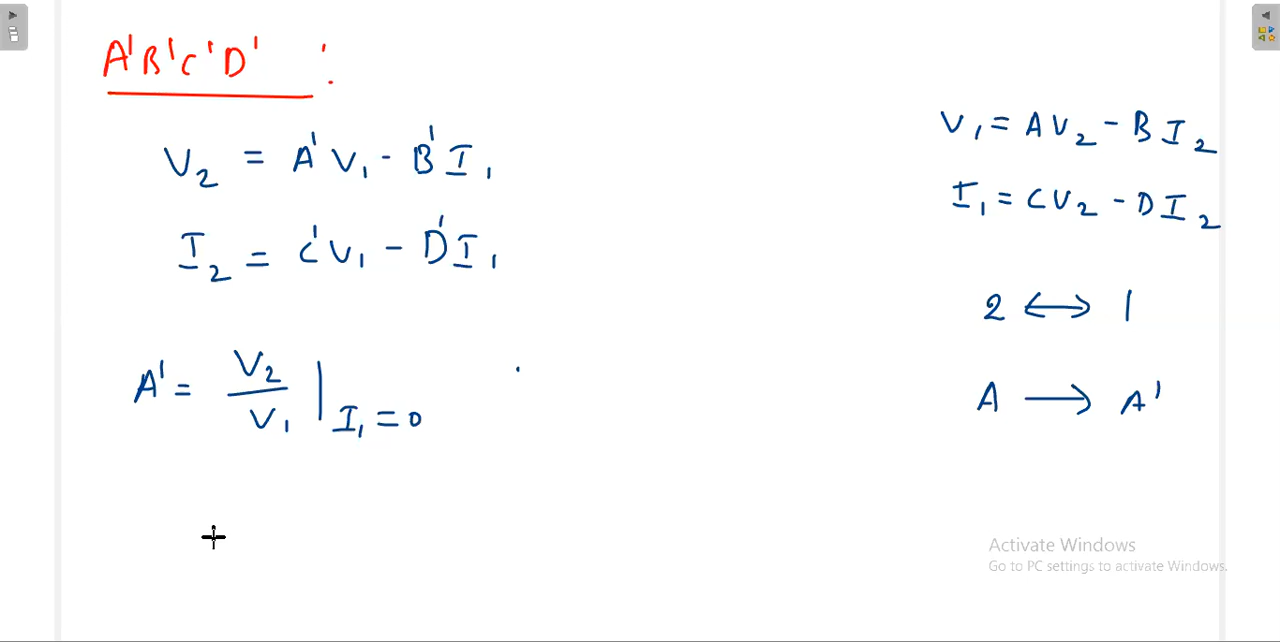 A'B'C'D' :
V₂ = A'V₁ - B'I₁
I₂ = C'V₁ - D'I₁
A' = V₂/V₁ | I₁ = 0
V₁ = AV₂ - BI₂
I₁ = CV₂ - DI₂
2 ↔ 1
A → A'
Activate Windows
Go to PC settings to activate Windows.